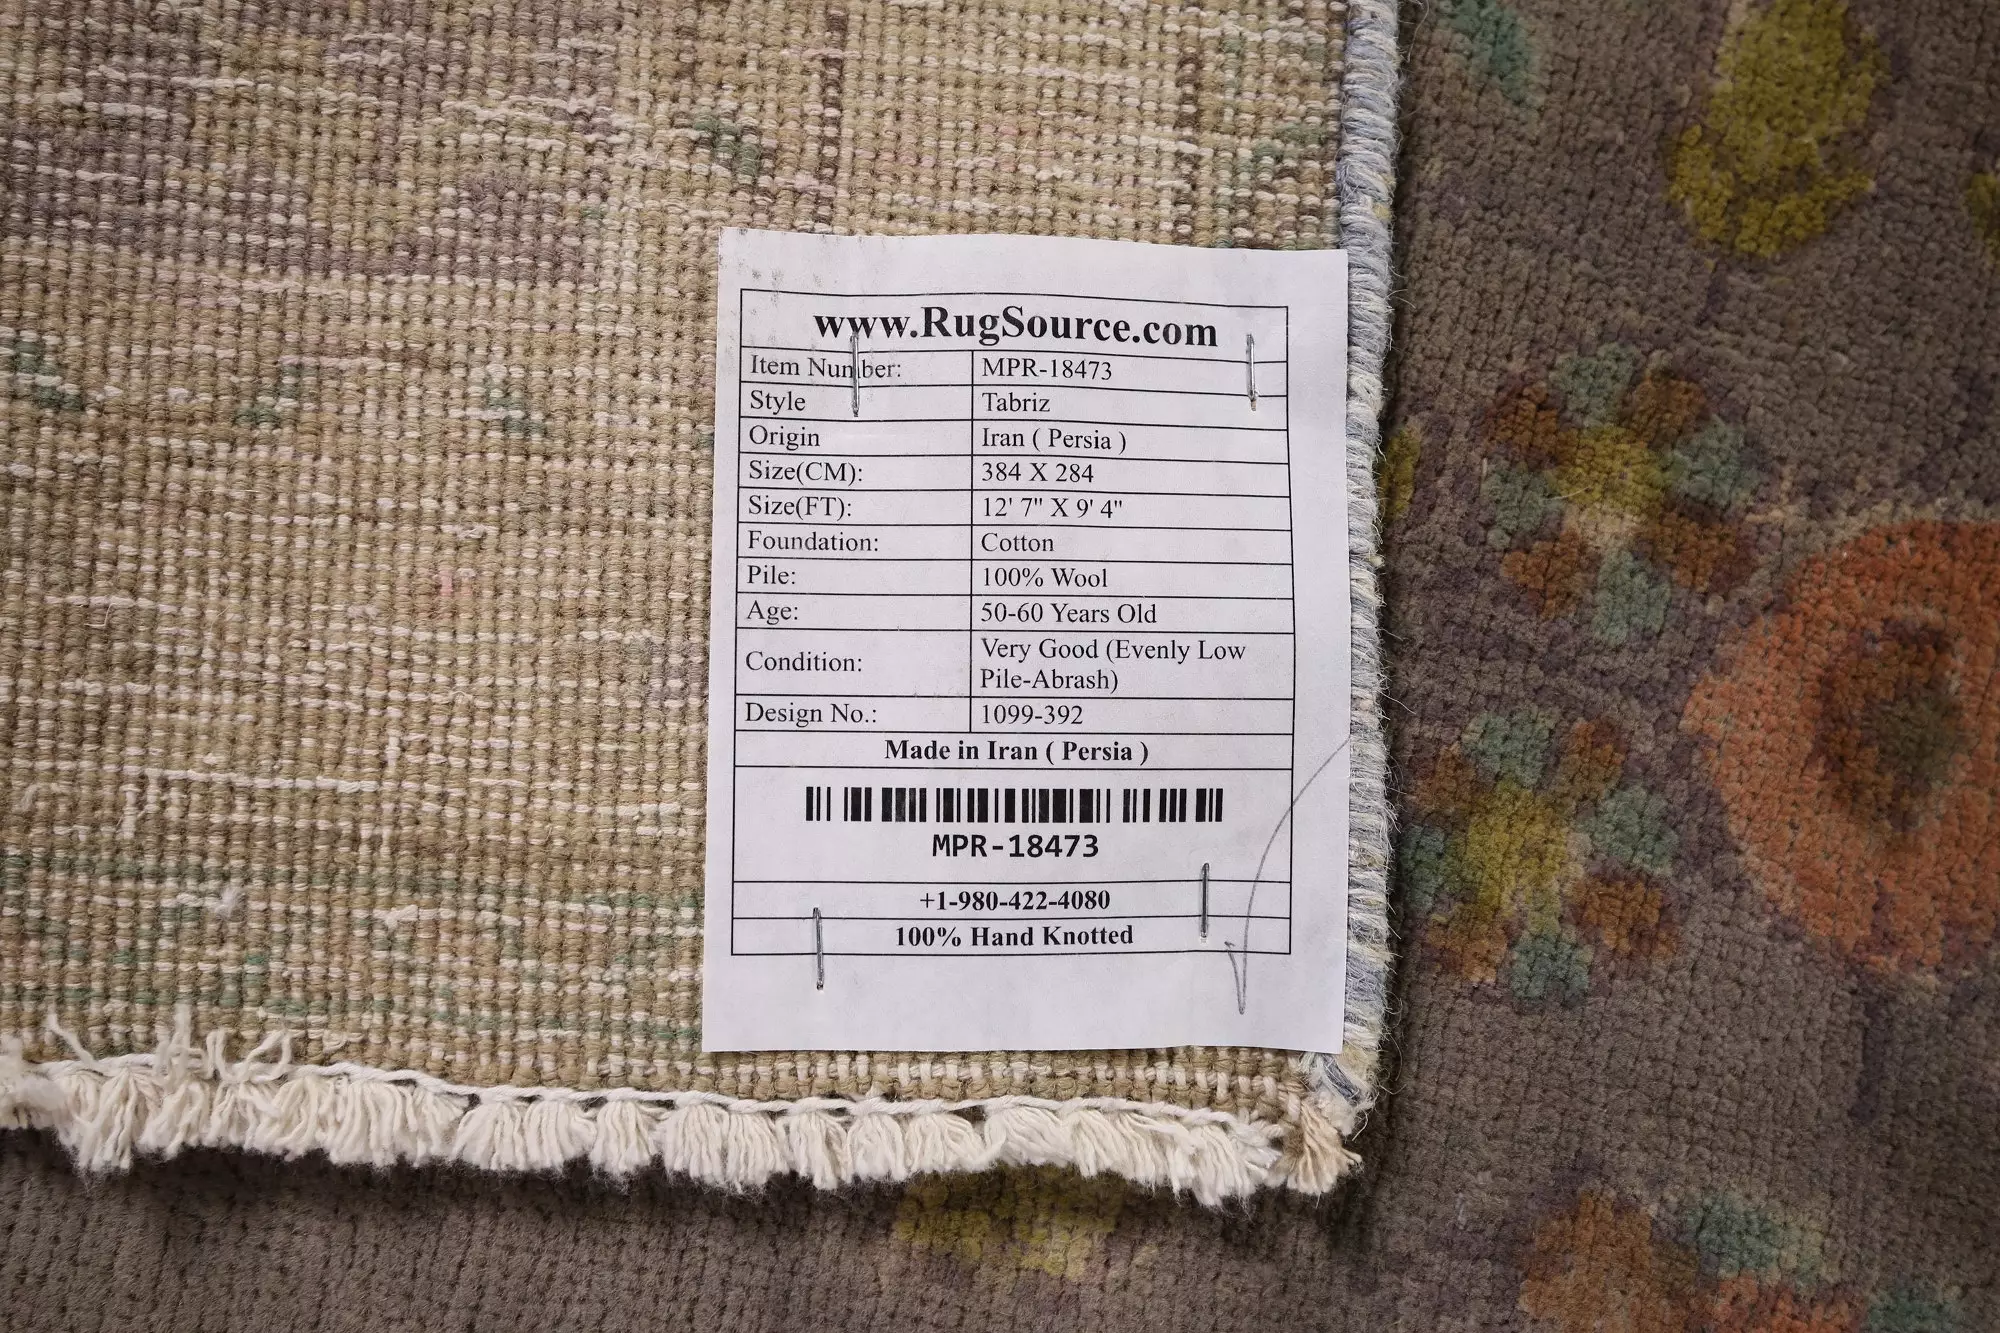 www.RugSource.com
Item Number: MPR-18473
Style Tabriz
Origin Iran ( Persia )
Size(CM): 384 X 284
Size(FT): 12' 7" X 9' 4"
Foundation: Cotton
Pile: 100% Wool
Age: 50-60 Years Old
Condition: Very Good (Evenly Low
Pile-Abrash)
Design No.: 1099-392
Made in Iran ( Persia )
MPR-18473
+1-980-422-4080
100% Hand Knotted